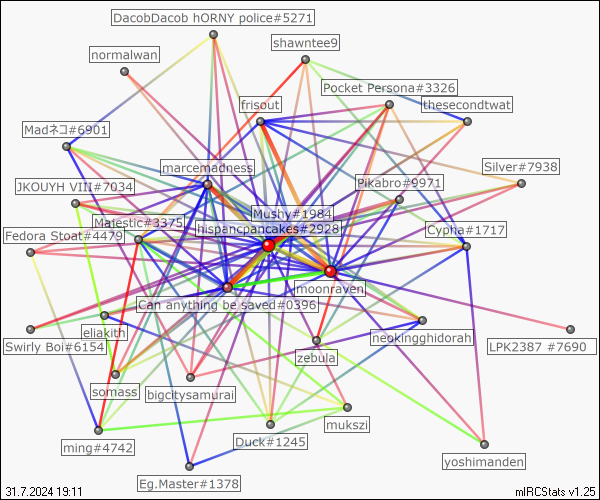 DacobDacob hORNY police#5271
shawntee9
normalwan
Pocket Persona#3326
frisout
thesecondtwat
Madネコ#6901
marcemadness
Silver#7938
JKOUYH VIII#7034
Pikabro#9971
Mushy#1984
Majestic#3375
hispancpancakes#2928
Cypha#1717
Fedora Stoat#4479
moonraven
Can anything be saved#0396
eliakith
neokingghidorah
Swirly Boi#6154
LPK2387 #7690
zebula
somass
bigcitysamurai
mukszi
Duck#1245
ming#4742
yoshimanden
Eg.Master#1378
31.7.2024 19:11
mIRCStats v1.25